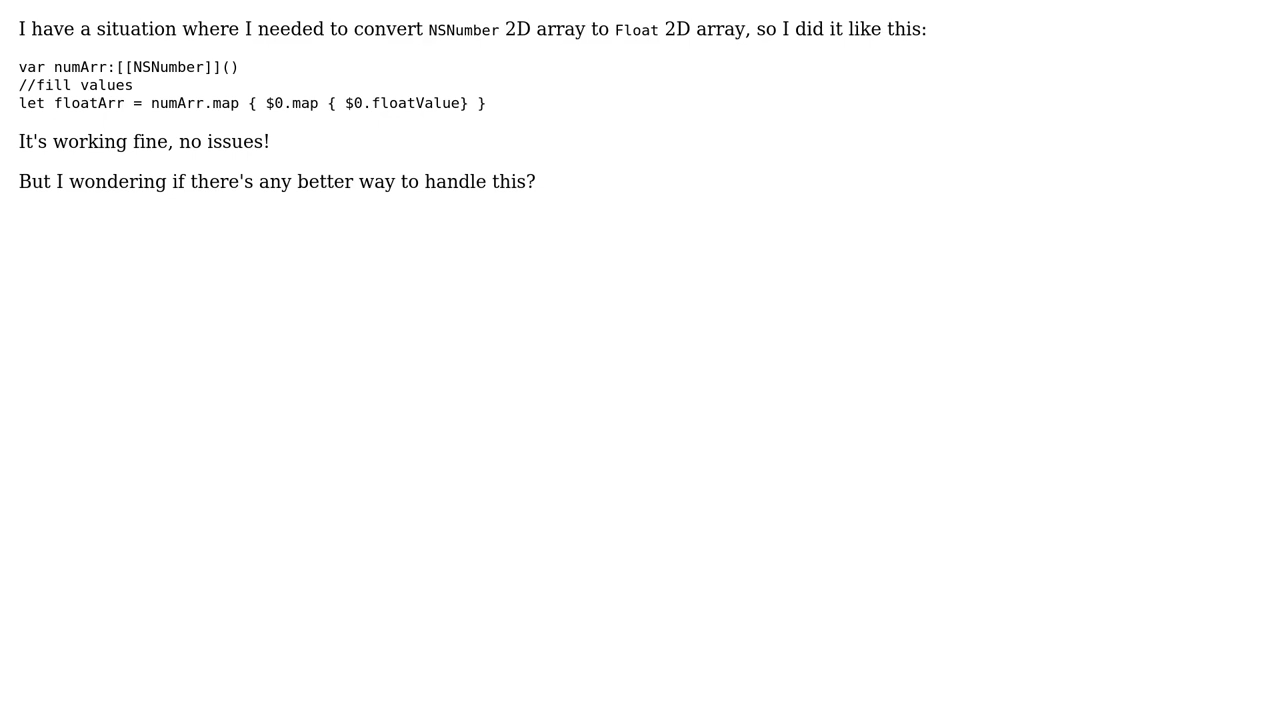 I have a situation where I needed to convert NSNumber 2D array to Float 2D array, so I did it like this:
var numArr:[[NSNumber]]()
//fill values
let floatArr = numArr.map { $0.map { $0.floatValue} }
It's working fine, no issues!
But I wondering if there's any better way to handle this?